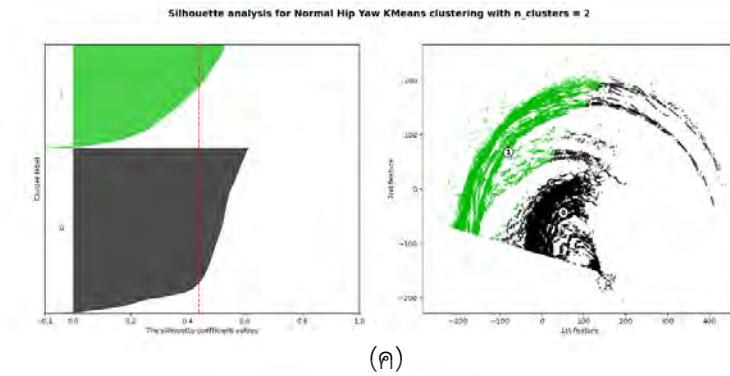 Silhouette analysis for Normal Hip Yaw KMeans clustering with n_clusters = 2
Cluster label
1
0
-0.1 0.0 0.2 0.4 0.6 0.8 1.0
The silhouette coefficient values
2nd feature
200
100
0
-100
-200
1
0
-200 -100 0 100 200 300 400
1st feature
(ค)